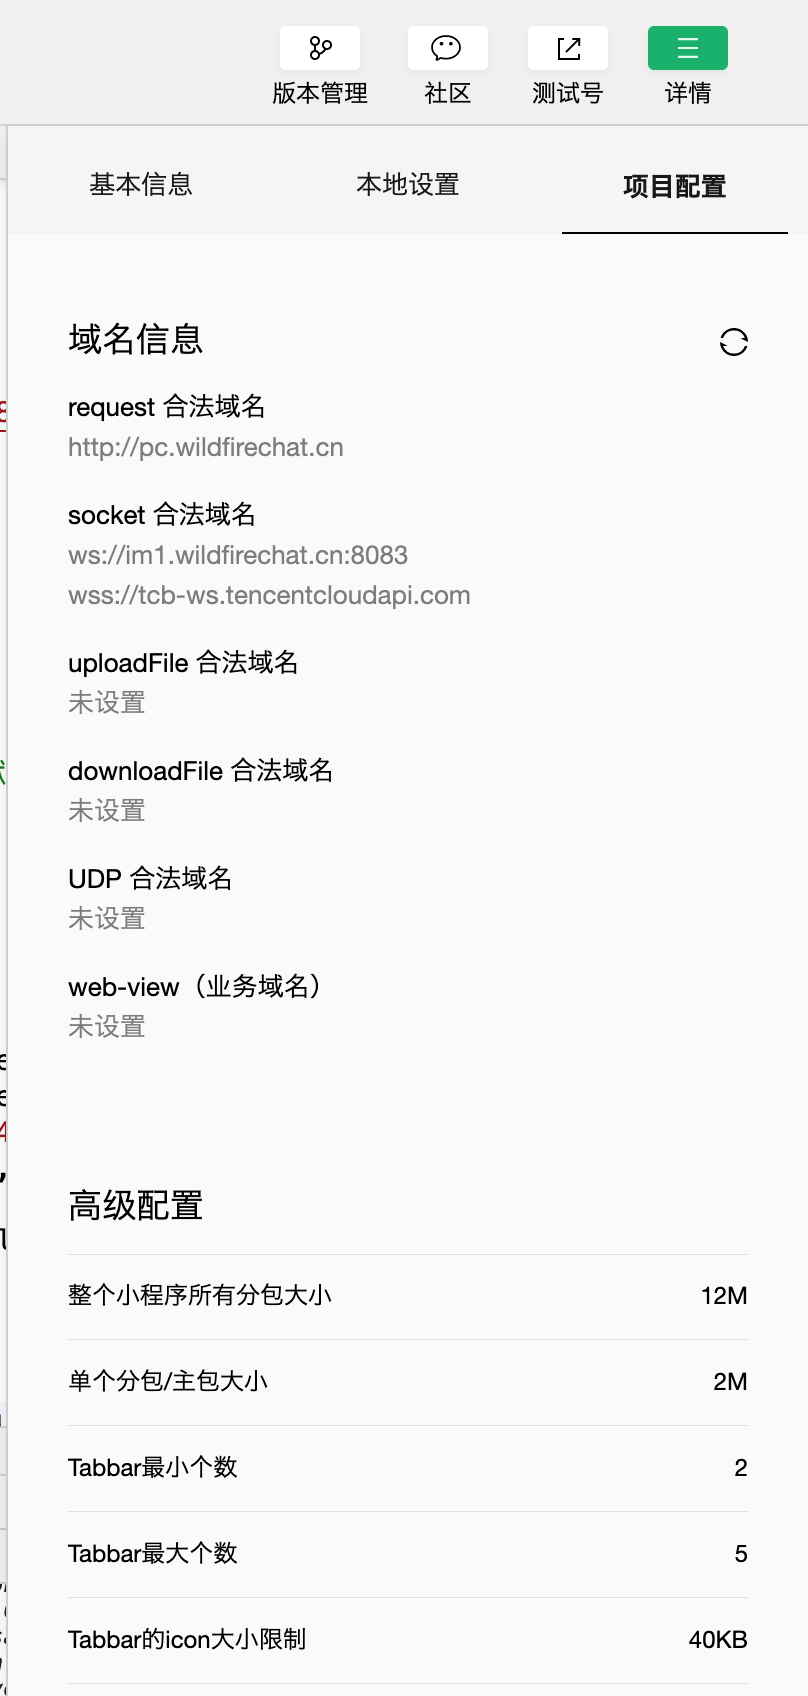 版本管理 社区 测试号 详情
基本信息 本地设置 项目配置
域名信息
request 合法域名
http://pc.wildfirechat.cn
socket 合法域名
ws://im1.wildfirechat.cn:8083
wss://tcb-ws.tencentcloudapi.com
uploadFile 合法域名
未设置
downloadFile 合法域名
未设置
UDP 合法域名
未设置
web-view（业务域名）
未设置
高级配置
整个小程序所有分包大小 12M
单个分包/主包大小 2M
Tabbar最小个数 2
Tabbar最大个数 5
Tabbar的icon大小限制 40KB